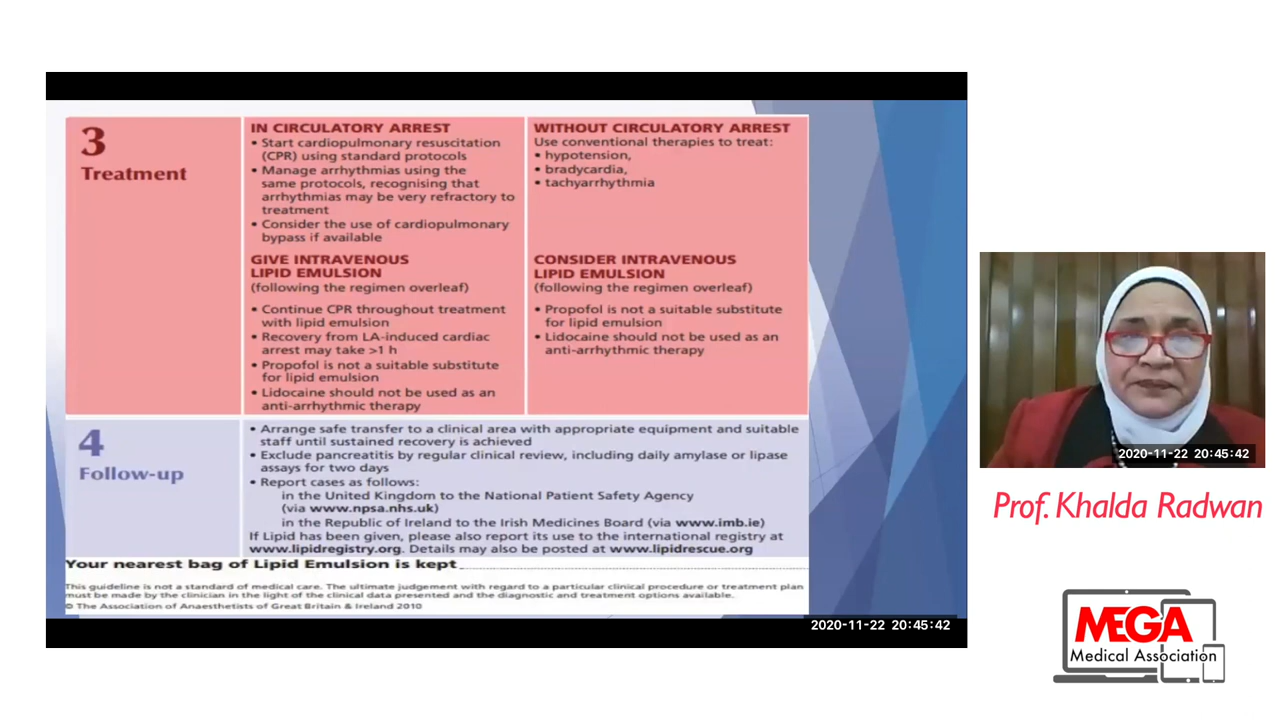 3
Treatment
IN CIRCULATORY ARREST
• Start cardiopulmonary resuscitation
(CPR) using standard protocols
• Manage arrhythmias using the
same protocols, recognising that
arrhythmias may be very refractory to
treatment
• Consider the use of cardiopulmonary
bypass if available
GIVE INTRAVENOUS
LIPID EMULSION
(following the regimen overleaf)
• Continue CPR throughout treatment
with lipid emulsion
• Recovery from LA-induced cardiac
arrest may take >1 h
• Propofol is not a suitable substitute
for lipid emulsion
• Lidocaine should not be used as an
anti-arrhythmic therapy
WITHOUT CIRCULATORY ARREST
Use conventional therapies to treat:
• hypotension,
• bradycardia,
• tachyarrhythmia
CONSIDER INTRAVENOUS
LIPID EMULSION
(following the regimen overleaf)
• Propofol is not a suitable substitute
for lipid emulsion
• Lidocaine should not be used as an
anti-arrhythmic therapy
4
Follow-up
• Arrange safe transfer to a clinical area with appropriate equipment and suitable
staff until sustained recovery is achieved
• Exclude pancreatitis by regular clinical review, including daily amylase or lipase
assays for two days
• Report cases as follows:
in the United Kingdom to the National Patient Safety Agency
(via www.npsa.nhs.uk)
in the Republic of Ireland to the Irish Medicines Board (via www.imb.ie)
If Lipid has been given, please also report its use to the international registry at
www.lipidregistry.org. Details may also be posted at www.lipidrescue.org
Your nearest bag of Lipid Emulsion is kept
This guideline is not a standard of medical care. The ultimate judgement with regard to a particular clinical procedure or treatment plan
must be made by the clinician in the light of the clinical data presented and the diagnostic and treatment options available.
© The Association of Anaesthetists of Great Britain & Ireland 2010
2020-11-22 20:45:42
2020-11-22 20:45:42
Prof. Khalda Radwan
MEGA
Medical Association